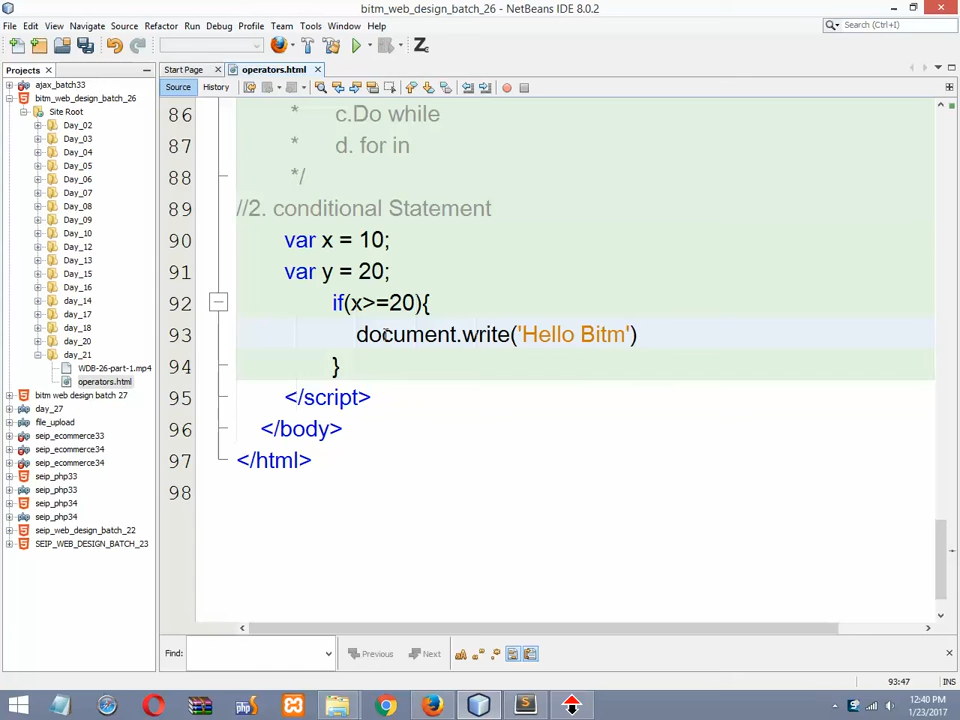 bitm_web_design_batch_26 - NetBeans IDE 8.0.2
File Edit View Navigate Source Refactor Run Debug Profile Team Tools Window Help
Search (Ctrl+I)
Projects
Start Page
operators.html
Source History
ajax_batch33
bitm_web_design_batch_26
Site Root
Day_02
Day_03
Day_04
Day_05
Day_06
Day_07
Day_08
Day_09
Day_10
Day_12
Day_13
Day_15
Day_16
day_14
day_17
day_18
day_20
day_21
WDB-26-part-1.mp4
operators.html
bitm web design batch 27
day_27
file_upload
seip_ecommerce33
seip_ecommerce34
seip_ecommerce34
seip_php33
seip_php33
seip_php34
seip_php34
seip_web_design_batch_22
SEIP_WEB_DESIGN_BATCH_23
86 * c.Do while
87 * d. for in
88 */
89 //2. conditional Statement
90 var x = 10;
91 var y = 20;
92 if(x>=20){
93 document.write('Hello Bitm')
94 }
95 </script>
96 </body>
97 </html>
98
Find: Previous Next
93:47 INS
12:40 PM
1/23/2017